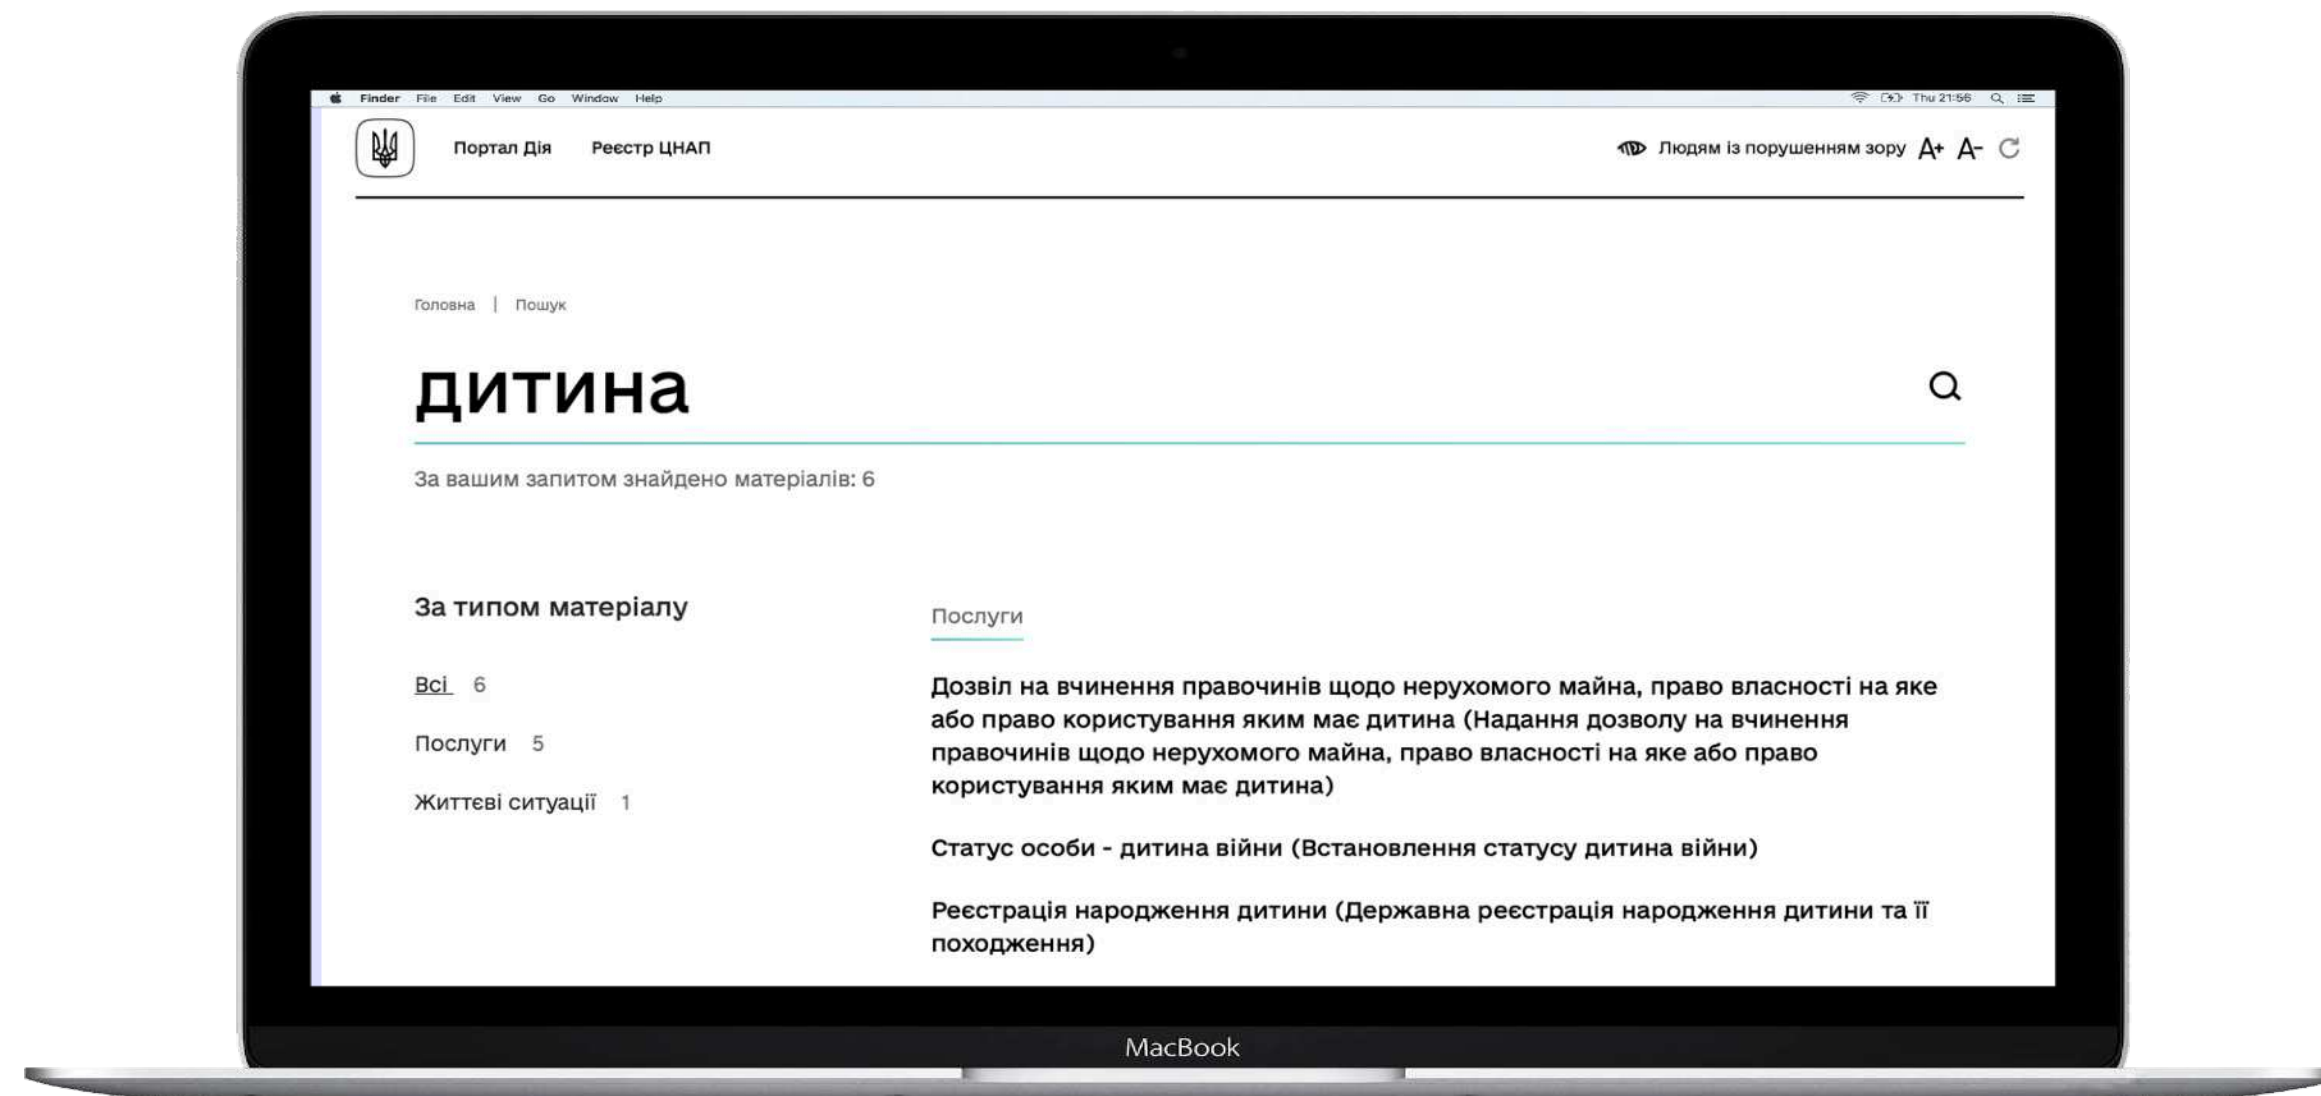 Finder File Edit View Go Window Help Thu 21:56
Портал Дія Реєстр ЦНАП Людям із порушенням зору A+ A-
Головна | Пошук
дитина
За вашим запитом знайдено матеріалів: 6
За типом матеріалу
Всі 6
Послуги 5
Життєві ситуації 1
Послуги
Дозвіл на вчинення правочинів щодо нерухомого майна, право власності на яке
або право користування яким має дитина (Надання дозволу на вчинення
правочинів щодо нерухомого майна, право власності на яке або право
користування яким має дитина)
Статус особи - дитина війни (Встановлення статусу дитина війни)
Реєстрація народження дитини (Державна реєстрація народження дитини та її
походження)
MacBook